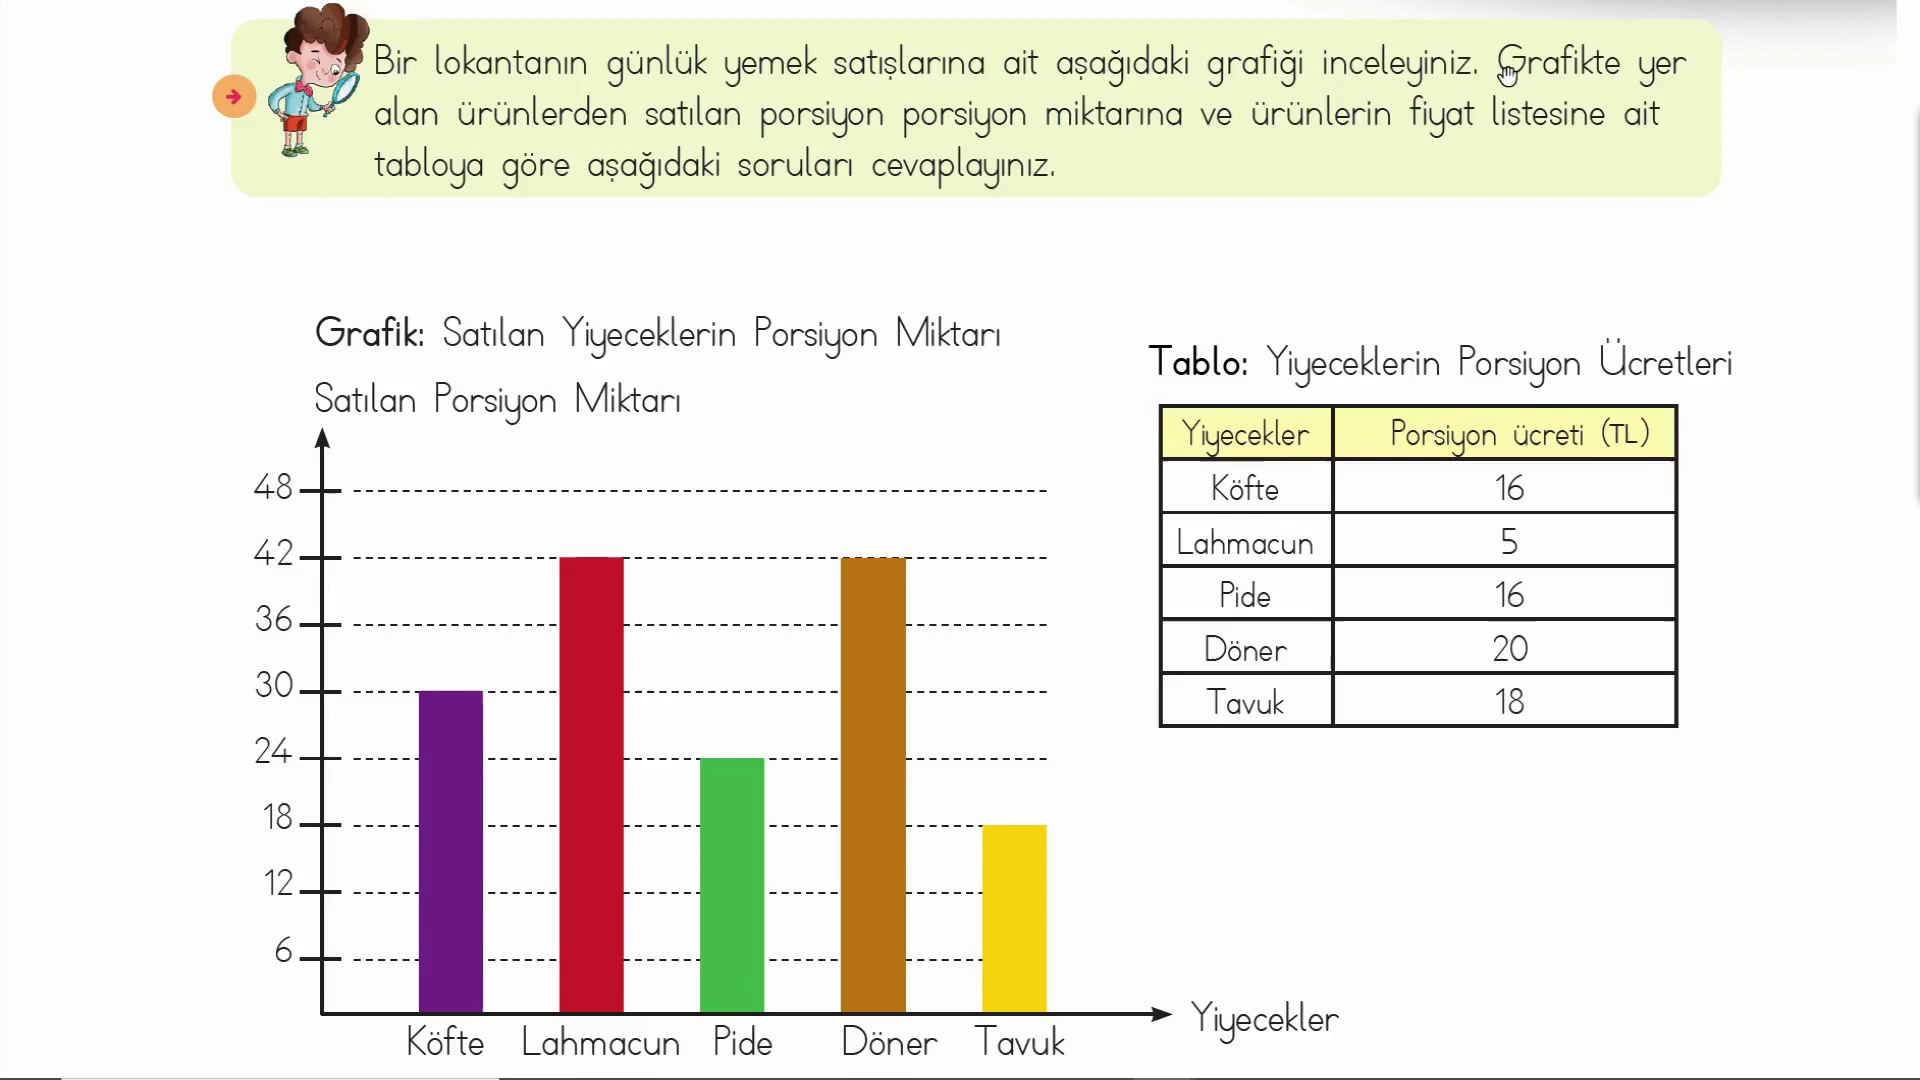 Bir lokantanın günlük yemek satışlarına ait aşağıdaki grafiği inceleyiniz. Grafikte yer
alan ürünlerden satılan porsiyon porsiyon miktarına ve ürünlerin fiyat listesine ait
tabloya göre aşağıdaki soruları cevaplayınız.
Grafik: Satılan Yiyeceklerin Porsiyon Miktarı
Satılan Porsiyon Miktarı
48
42
36
30
24
18
12
6
Köfte Lahmacun Pide Döner Tavuk
Yiyecekler
Tablo: Yiyeceklerin Porsiyon Ücretleri
Yiyecekler Porsiyon ücreti (TL)
Köfte 16
Lahmacun 5
Pide 16
Döner 20
Tavuk 18